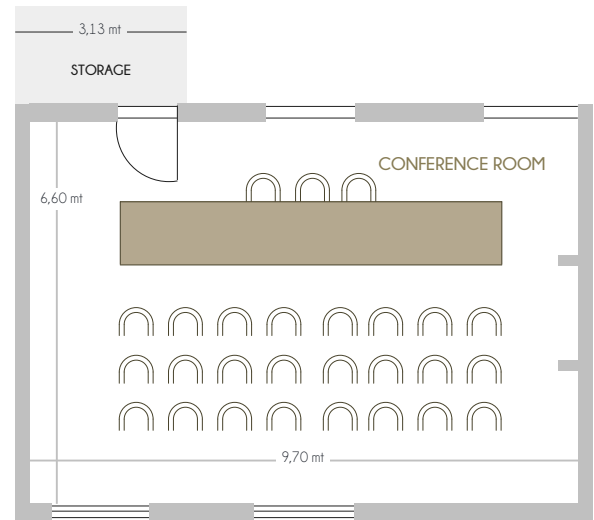 3,13 mt
STORAGE
CONFERENCE ROOM
6,60 mt
9,70 mt